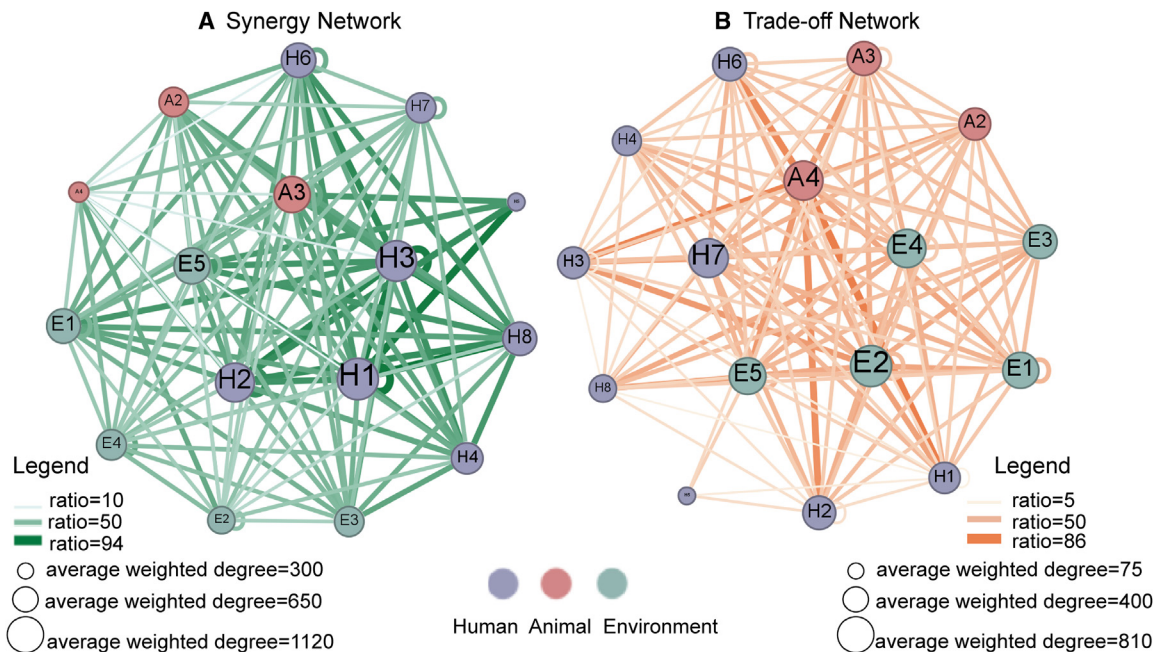 A Synergy Network
H6
A2
H7
A4
A3
E5
H3
E1
H8
H2
H1
E4
H4
E2
E3
Legend
ratio=10
ratio=50
ratio=94
average weighted degree=300
average weighted degree=650
average weighted degree=1120
Human Animal Environment
B Trade-off Network
H6
A3
H4
A2
A4
H3
H7
E4
E3
H8
E5
E2
E1
H1
H2
Legend
ratio=5
ratio=50
ratio=86
average weighted degree=75
average weighted degree=400
average weighted degree=810